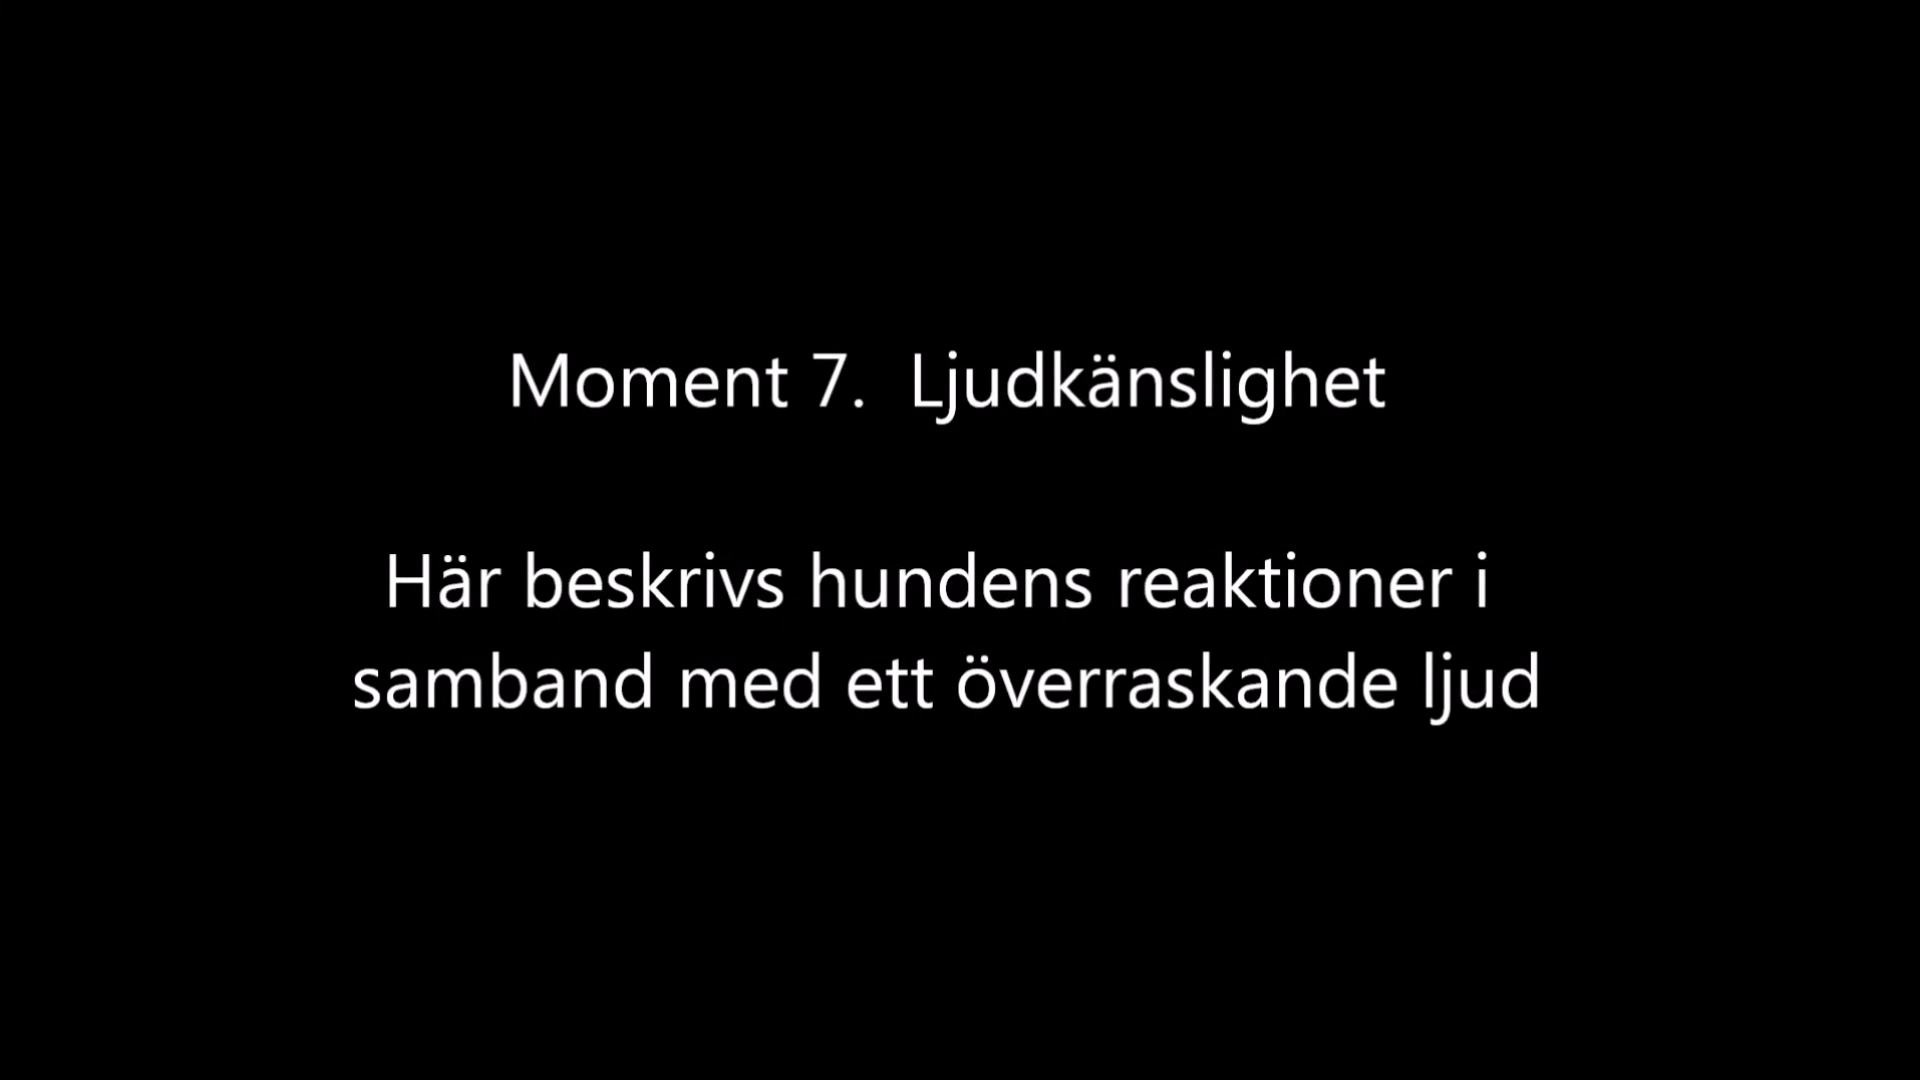 Moment 7.  Ljudkänslighet
Här beskrivs hundens reaktioner i
samband med ett överraskande ljud